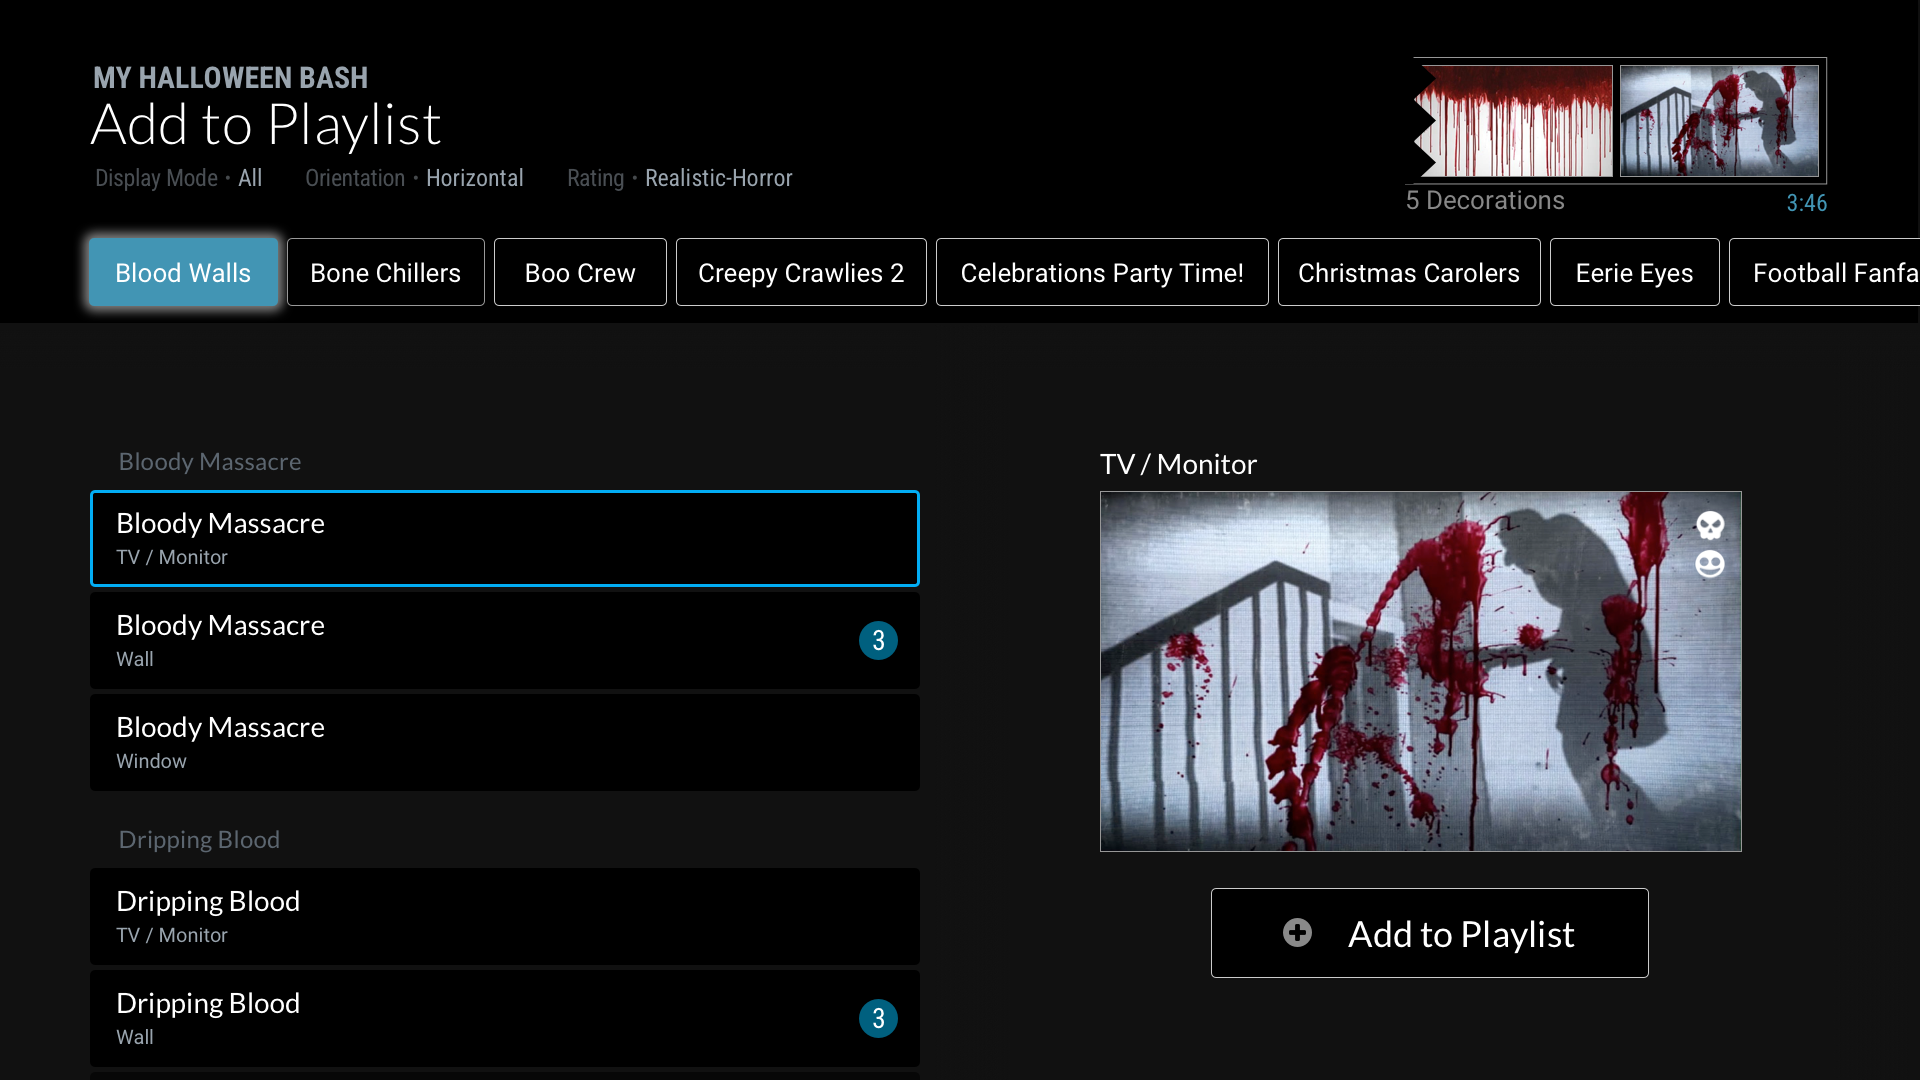 MY HALLOWEEN BASH
Add to Playlist
Display Mode • All Orientation • Horizontal Rating • Realistic-Horror
5 Decorations 3:46
Blood Walls Bone Chillers Boo Crew Creepy Crawlies 2 Celebrations Party Time! Christmas Carolers Eerie Eyes Football Fanfa
Bloody Massacre
Bloody Massacre
TV / Monitor
Bloody Massacre
Wall
3
Bloody Massacre
Window
Dripping Blood
Dripping Blood
TV / Monitor
Dripping Blood
Wall
3
TV / Monitor
Add to Playlist